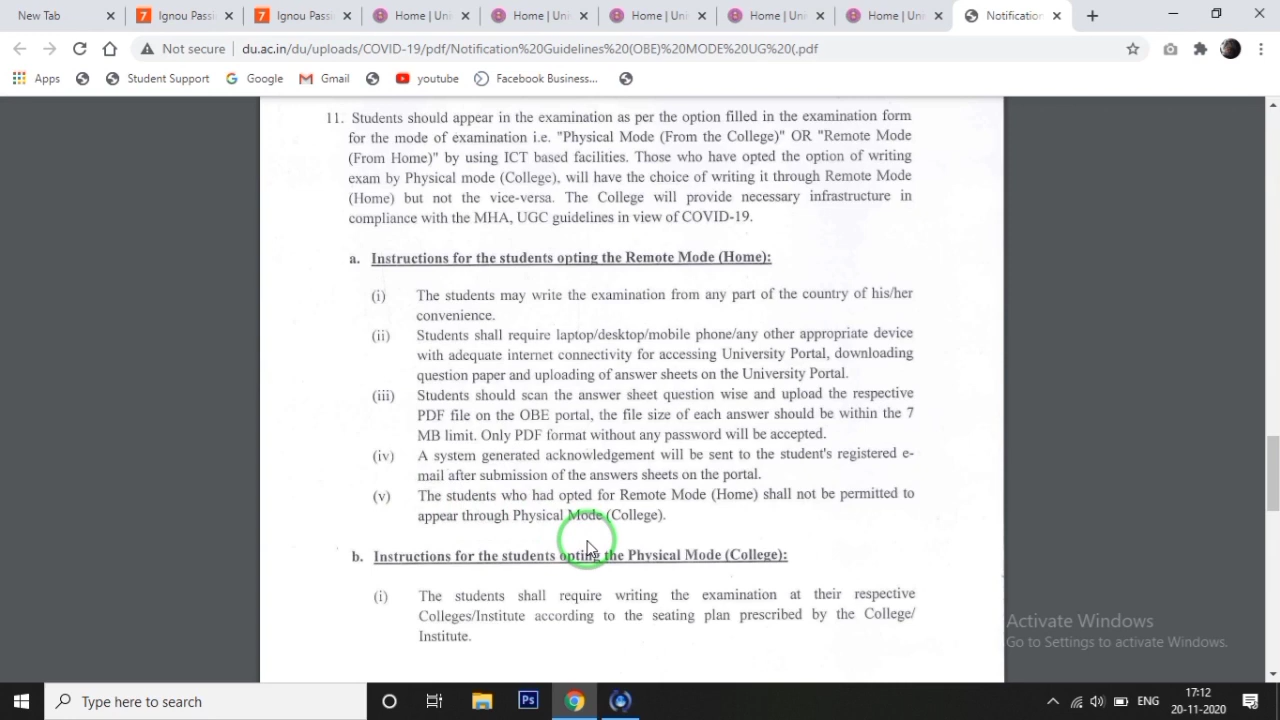 New Tab
Ignou Passi
Ignou Passi
Home | Uni
Home | Uni
Home | Uni
Home | Uni
Home | Uni
Notification
Not secure | du.ac.in/du/uploads/COVID-19/pdf/Notification%20Guidelines%20(OBE)%20MODE%20UG%20(.pdf
Apps
Student Support
Google
Gmail
youtube
Facebook Business...
11. Students should appear in the examination as per the option filled in the examination form
for the mode of examination i.e. "Physical Mode (From the College)" OR "Remote Mode
(From Home)" by using ICT based facilities. Those who have opted the option of writing
exam by Physical mode (College), will have the choice of writing it through Remote Mode
(Home) but not the vice-versa. The College will provide necessary infrastructure in
compliance with the MHA, UGC guidelines in view of COVID-19.
a. Instructions for the students opting the Remote Mode (Home):
(i) The students may write the examination from any part of the country of his/her
convenience.
(ii) Students shall require laptop/desktop/mobile phone/any other appropriate device
with adequate internet connectivity for accessing University Portal, downloading
question paper and uploading of answer sheets on the University Portal.
(iii) Students should scan the answer sheet question wise and upload the respective
PDF file on the OBE portal, the file size of each answer should be within the 7
MB limit. Only PDF format without any password will be accepted.
(iv) A system generated acknowledgement will be sent to the student's registered e-
mail after submission of the answers sheets on the portal.
(v) The students who had opted for Remote Mode (Home) shall not be permitted to
appear through Physical Mode (College).
b. Instructions for the students opting the Physical Mode (College):
(i) The students shall require writing the examination at their respective
Colleges/Institute according to the seating plan prescribed by the College/
Institute.
Activate Windows
Go to Settings to activate Windows.
Type here to search
Ps
ENG
17:12
20-11-2020